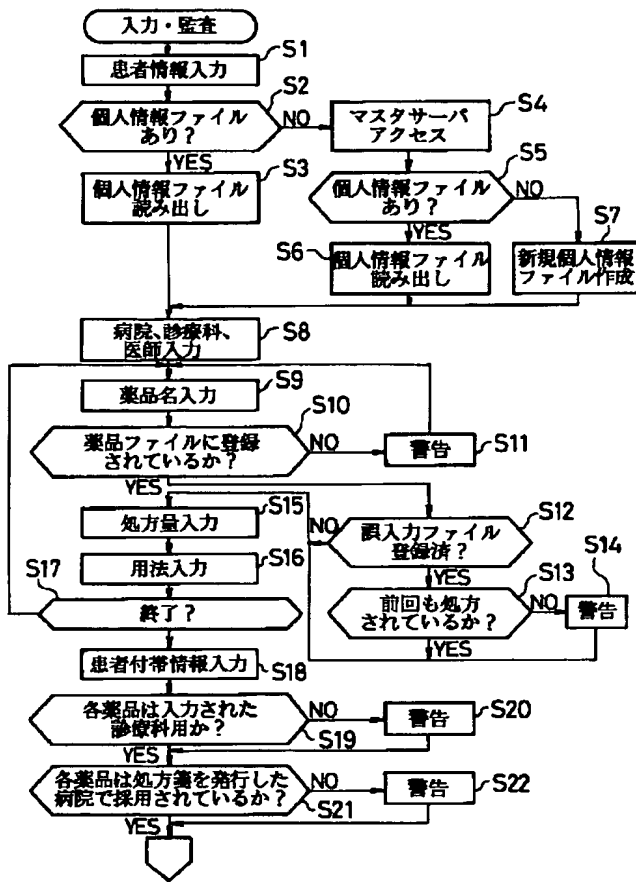 入力・監査
S1
患者情報入力
S2
個人情報ファイル
あり？
NO
YES
S3
個人情報ファイル
読み出し
S4
マスタサーバ
アクセス
S5
個人情報ファイル
あり？
NO
YES
S6
個人情報ファイル
読み出し
S7
新規個人情報
ファイル作成
S8
病院、診療科、
医師入力
S9
薬品名入力
S10
薬品ファイルに登録
されているか？
NO
YES
警告
S11
S12
誤入力ファイル
登録済？
NO
YES
S13
前回も処方
されているか？
NO
YES
S14
警告
S15
処方量入力
S16
用法入力
S17
終了？
患者付帯情報入力
S18
各薬品は入力された
診療科用か？
NO
S19
YES
警告
S20
各薬品は処方箋を発行した
病院で採用されているか？
NO
S21
YES
警告
S22